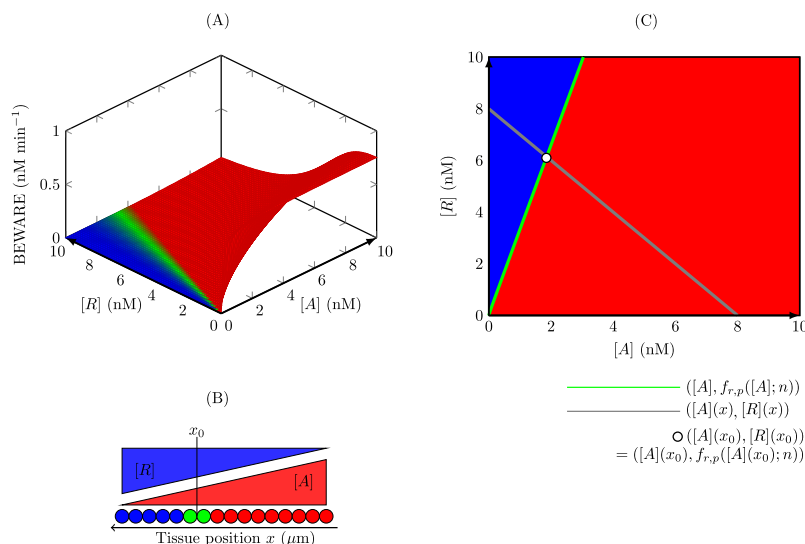 (A)
BEWARE (nM min⁻¹)
1
0.5
0
10
8
6
4
2
0
[R] (nM)
0
2
4
6
8
10
[A] (nM)
(B)
x₀
[R]
[A]
Tissue position x (μm)
(C)
10
8
6
4
2
0
[R] (nM)
0
2
4
6
8
10
[A] (nM)
([A], fᵣ,ₚ([A]; n))
([A](x), [R](x))
([A](x₀), [R](x₀))
= ([A](x₀), fᵣ,ₚ([A](x₀); n))